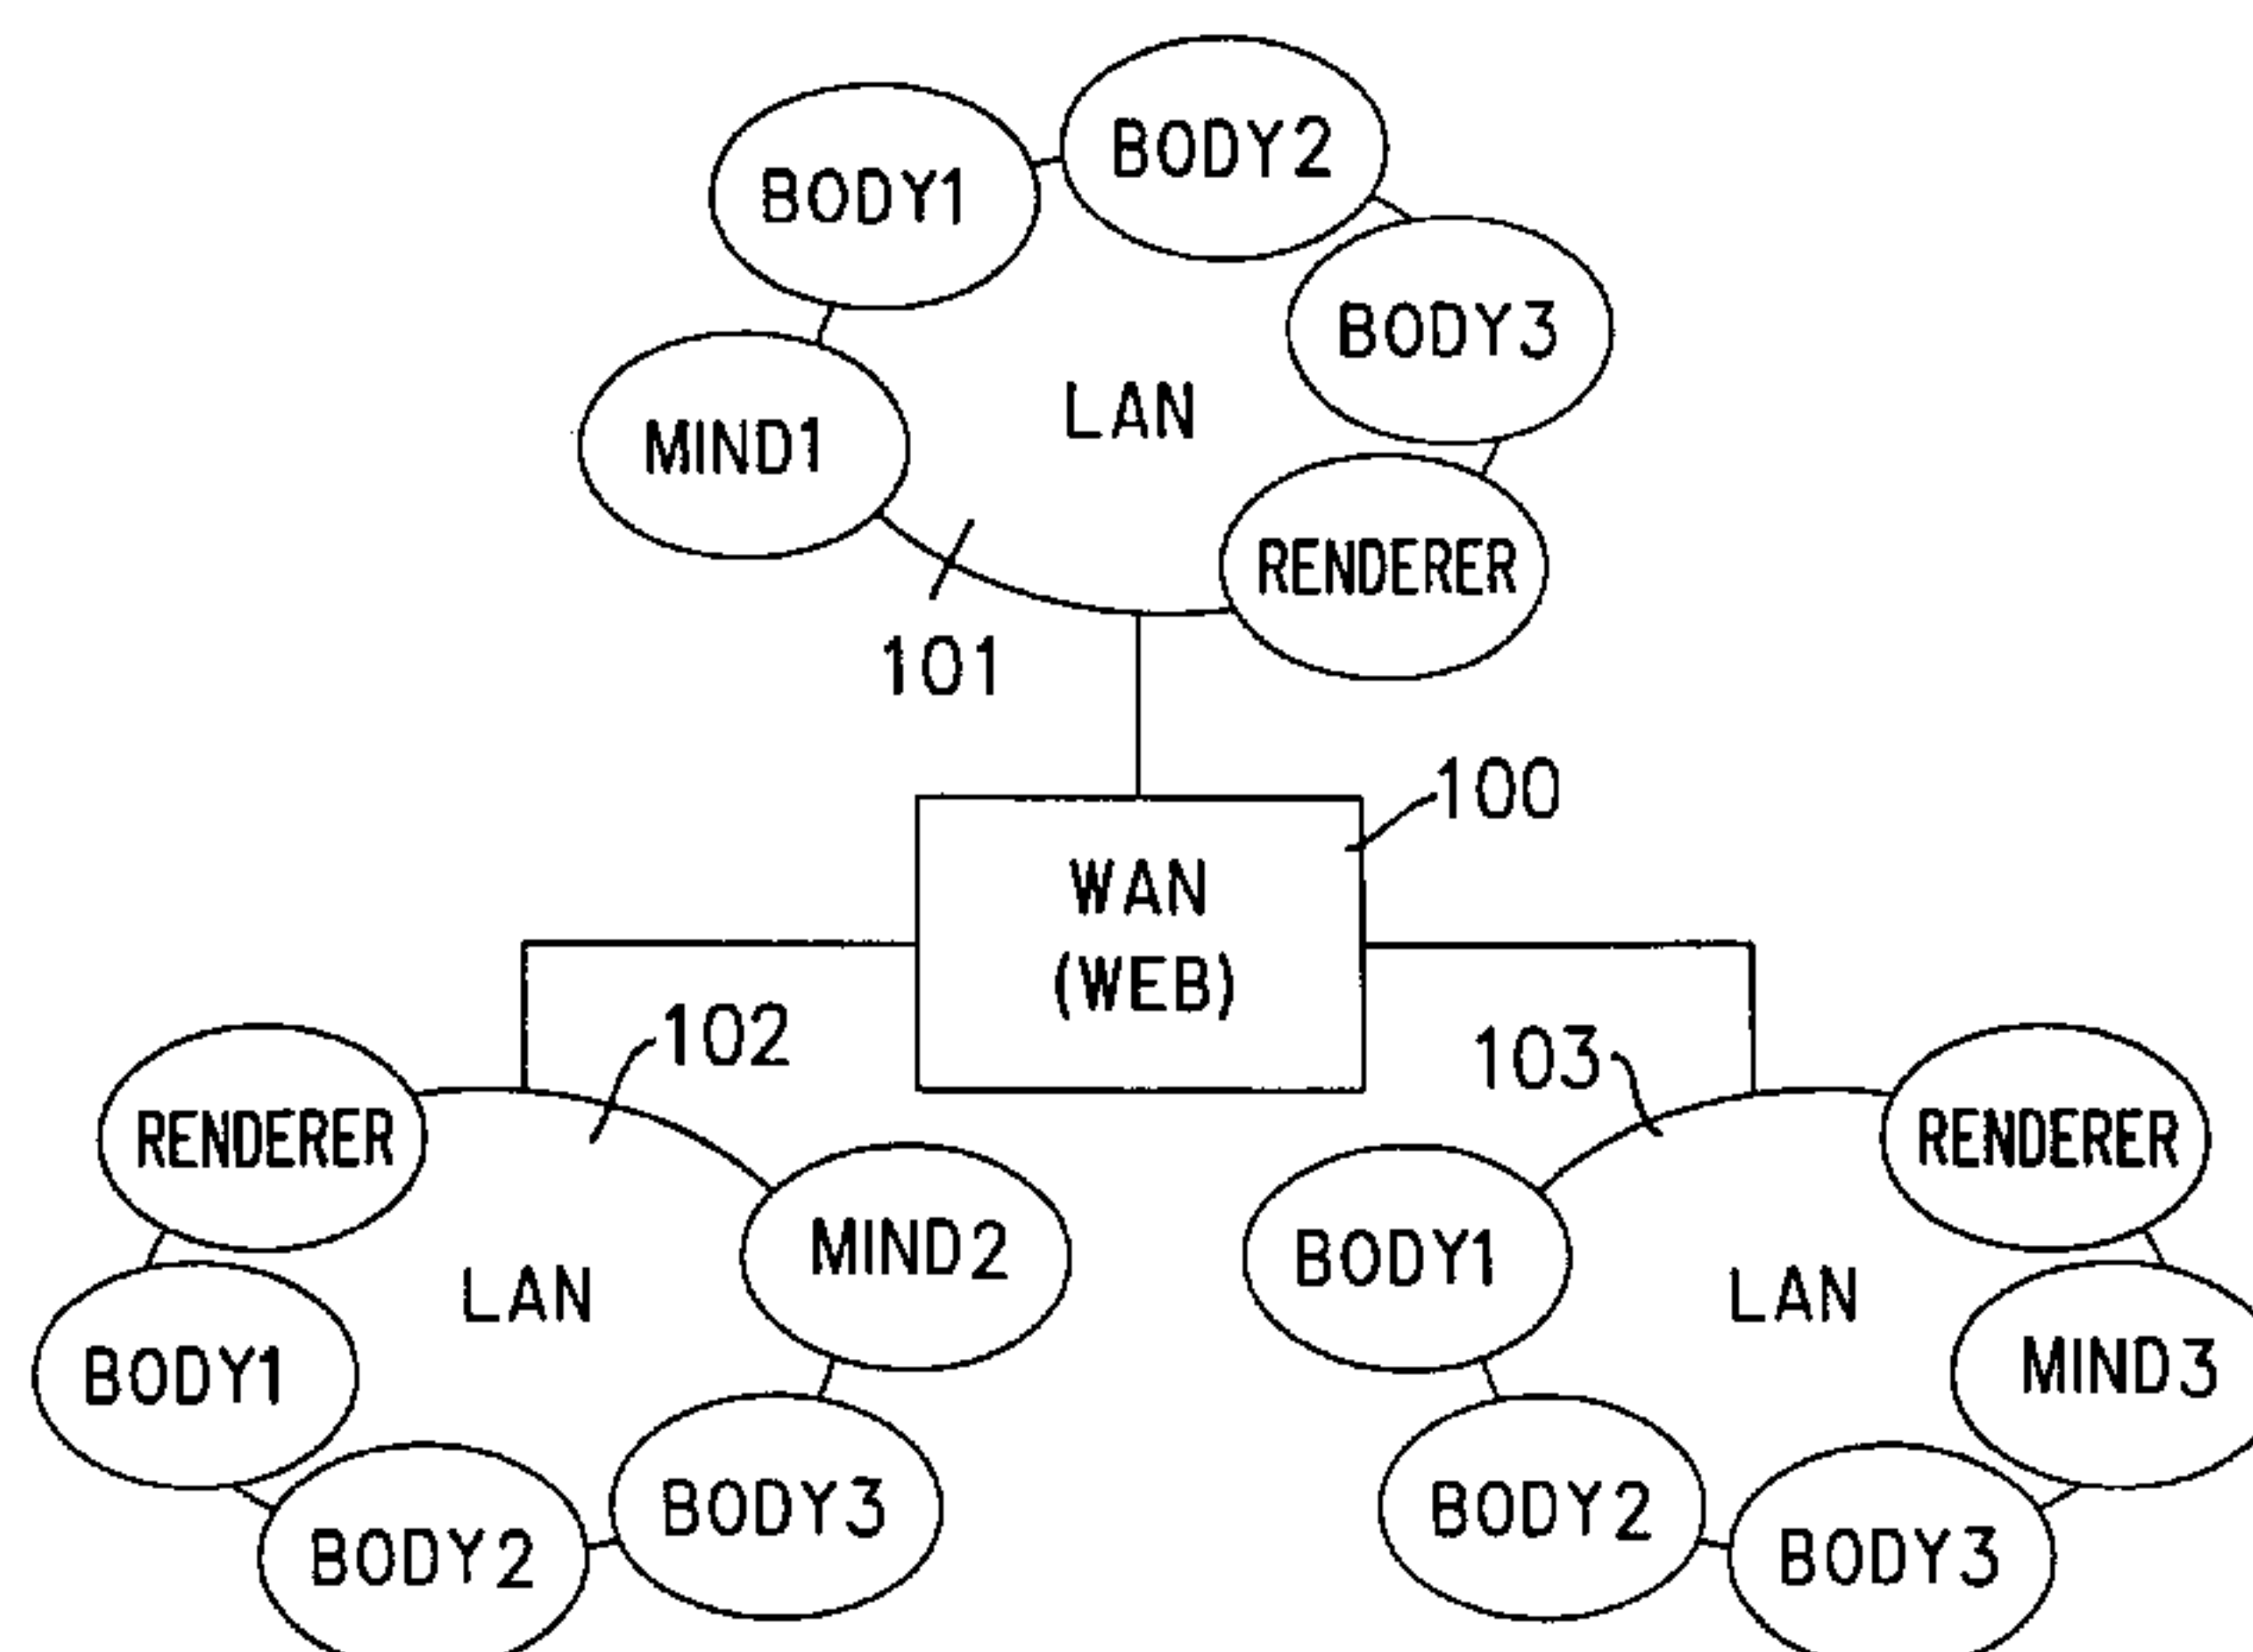 BODY2
BODY1
BODY3
LAN
MIND1
RENDERER
101
100
WAN
(WEB)
102
103
RENDERER
RENDERER
MIND2
BODY1
LAN
LAN
BODY1
MIND3
BODY3
BODY2
BODY2
BODY3